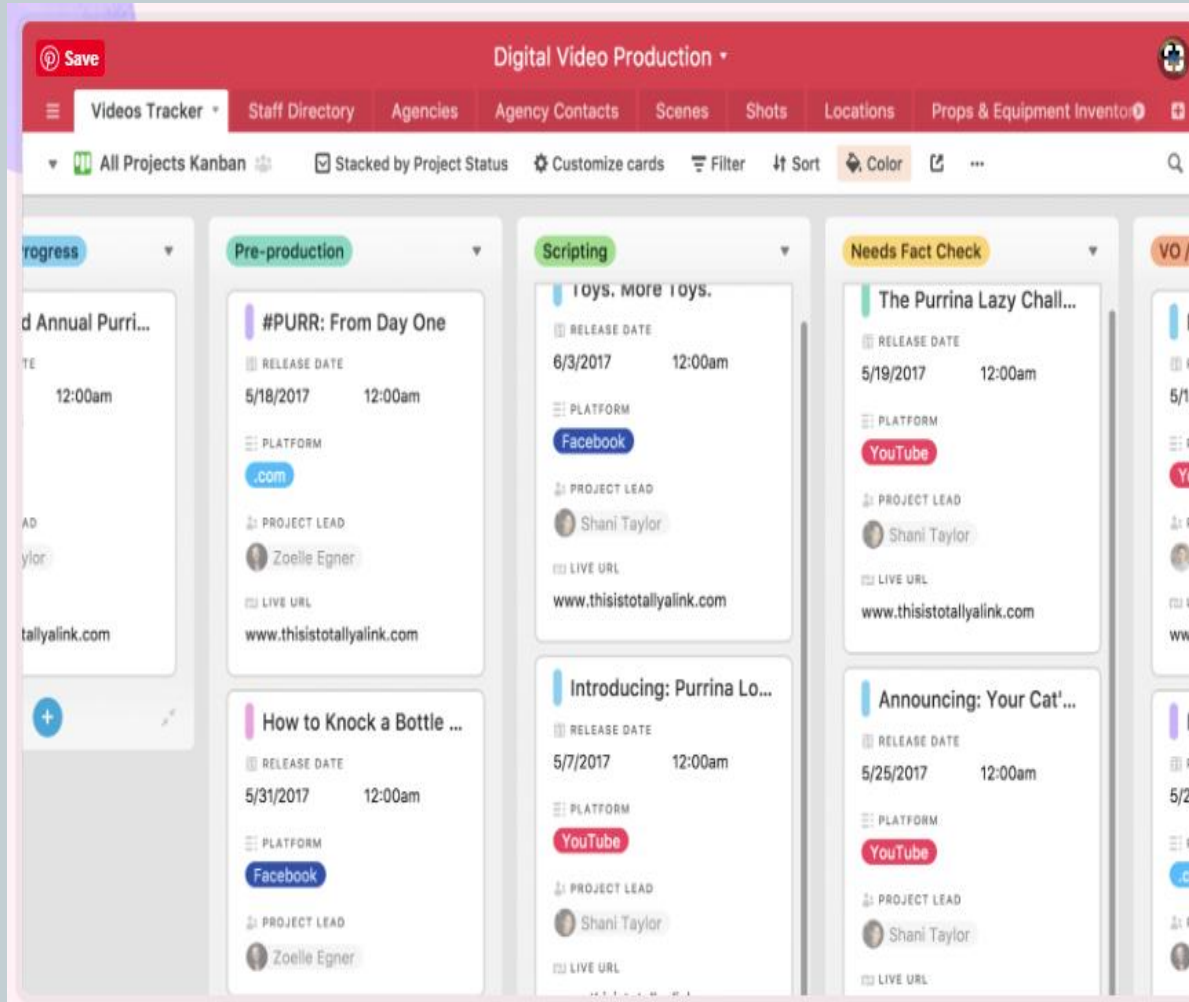 Save
Digital Video Production
Videos Tracker Staff Directory Agencies Agency Contacts Scenes Shots Locations Props & Equipment Inventor
All Projects Kanban Stacked by Project Status Customize cards Filter Sort Color ...
rogress
d Annual Purri...
TE
12:00am
AD
ylor
tallyalink.com
Pre-production
#PURR: From Day One
RELEASE DATE
5/18/2017 12:00am
PLATFORM
.com
PROJECT LEAD
Zoelle Egner
LIVE URL
www.thisistotallyalink.com
How to Knock a Bottle ...
RELEASE DATE
5/31/2017 12:00am
PLATFORM
Facebook
PROJECT LEAD
Zoelle Egner
Scripting
Toys. More Toys.
RELEASE DATE
6/3/2017 12:00am
PLATFORM
Facebook
PROJECT LEAD
Shani Taylor
LIVE URL
www.thisistotallyalink.com
Introducing: Purrina Lo...
RELEASE DATE
5/7/2017 12:00am
PLATFORM
YouTube
PROJECT LEAD
Shani Taylor
LIVE URL
Needs Fact Check
The Purrina Lazy Chall...
RELEASE DATE
5/19/2017 12:00am
PLATFORM
YouTube
PROJECT LEAD
Shani Taylor
LIVE URL
www.thisistotallyalink.com
Announcing: Your Cat'...
RELEASE DATE
5/25/2017 12:00am
PLATFORM
YouTube
PROJECT LEAD
Shani Taylor
LIVE URL
VO /
5/1
Yo
ww
5/2
.c